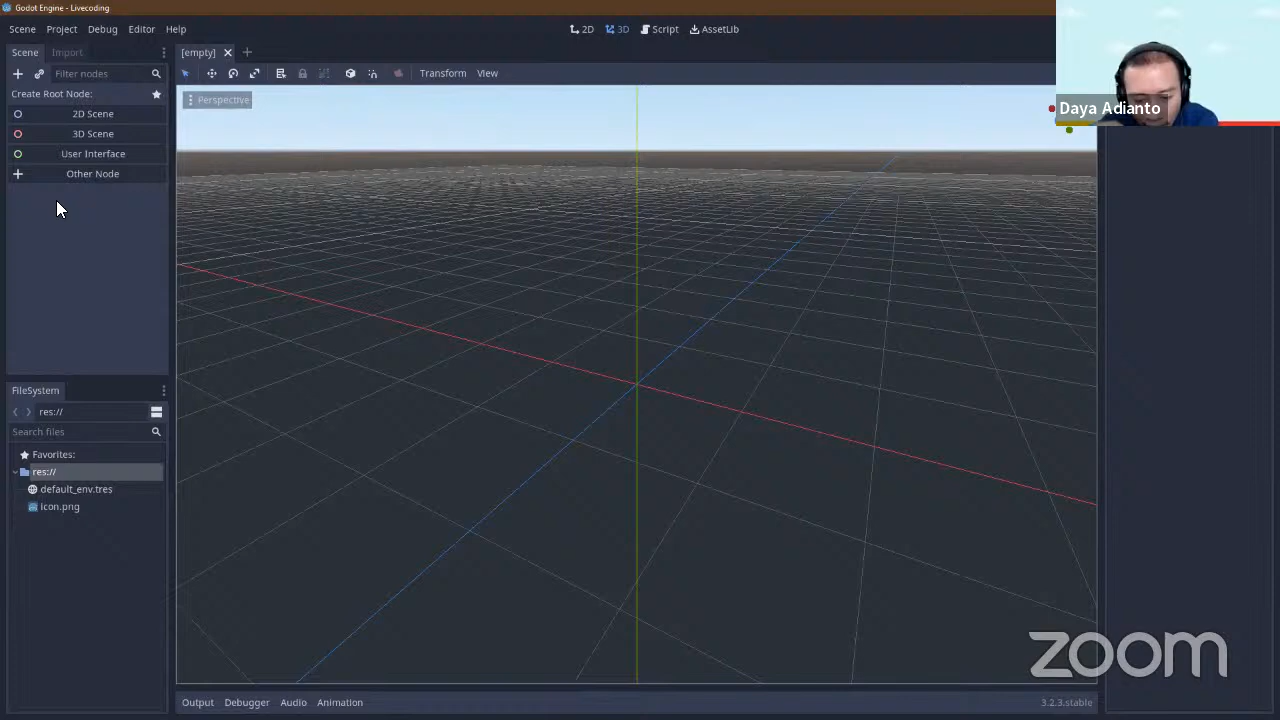 Godot Engine - Livecoding
Scene Project Debug Editor Help
2D 3D Script AssetLib
Scene Import
[empty]
Filter nodes
Transform View
Create Root Node:
Perspective
2D Scene
3D Scene
User Interface
Other Node
Daya Adianto
FileSystem
res://
Search files
Favorites:
res://
default_env.tres
icon.png
Output Debugger Audio Animation
3.2.3.stable
zoom